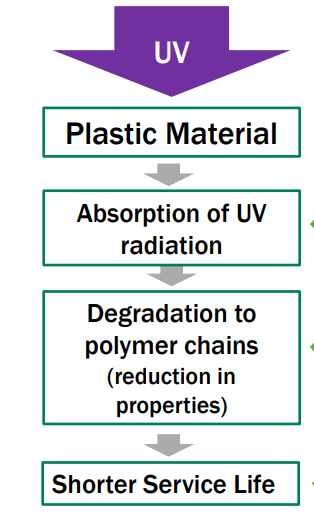 UV
Plastic Material
Absorption of UV
radiation
Degradation to
polymer chains
(reduction in
properties)
Shorter Service Life